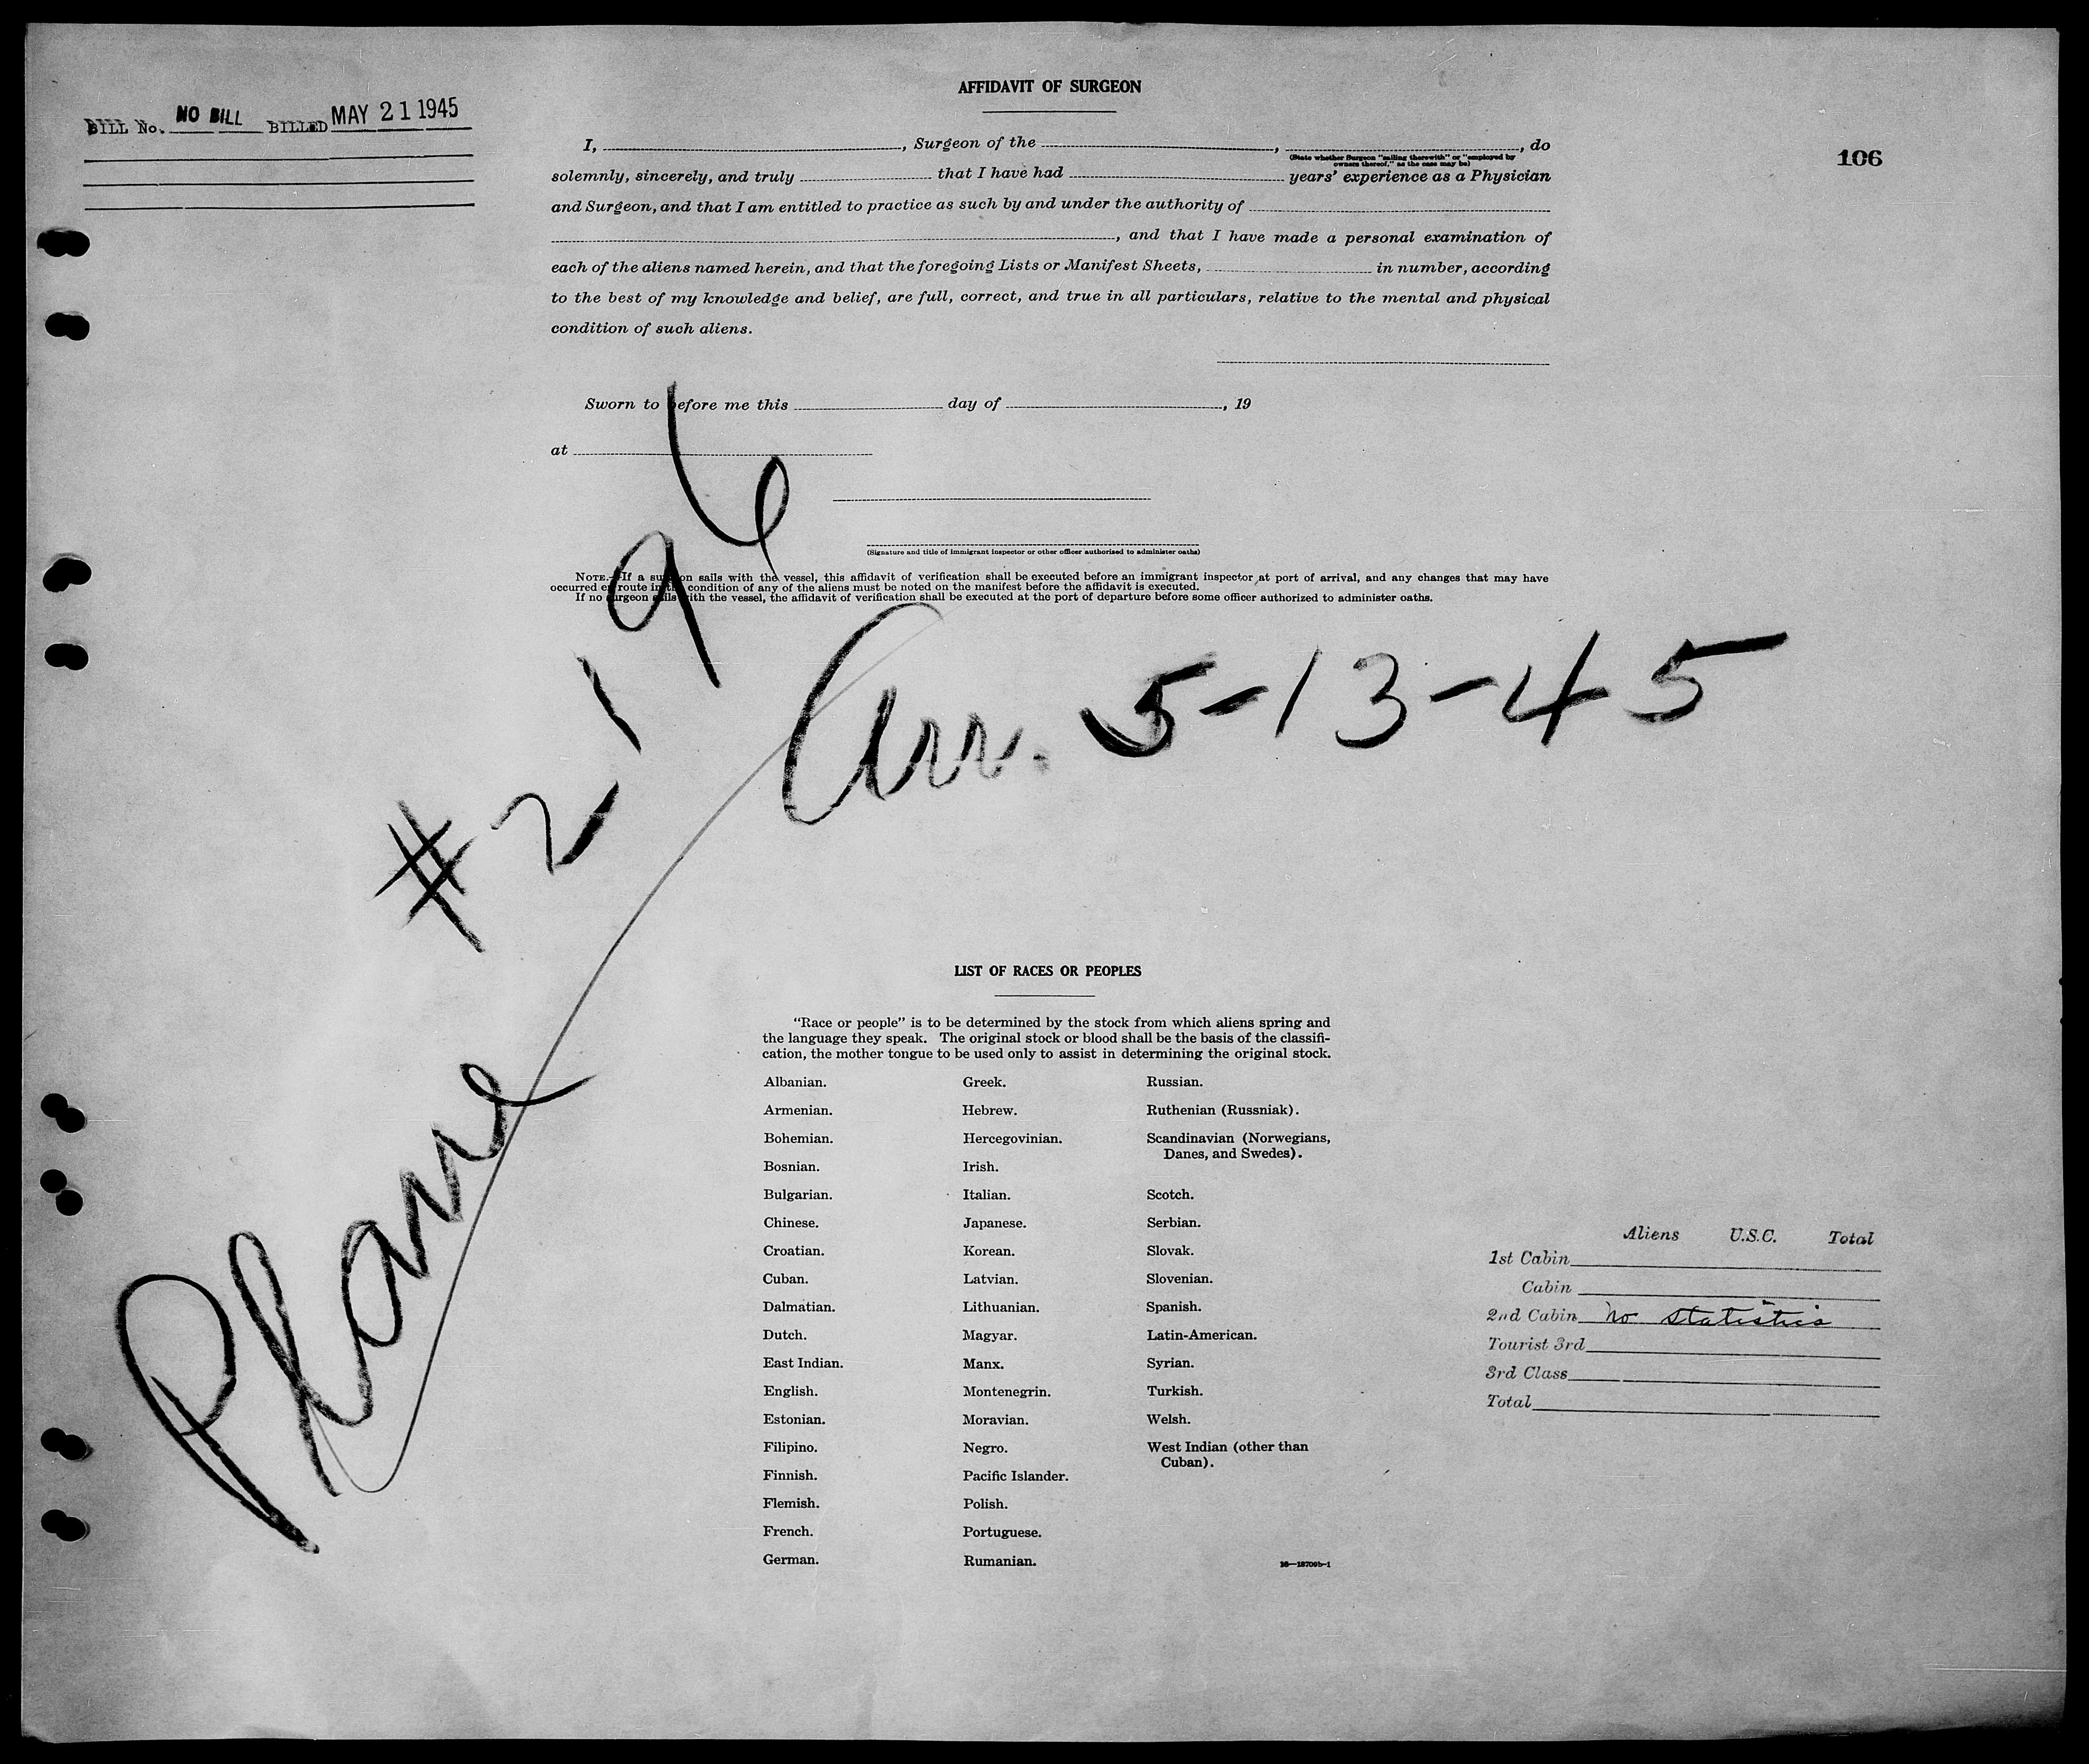 BILL No. NO BILL BILLED MAY 21 1945
106
AFFIDAVIT OF SURGEON
I, , Surgeon of the , , do
(State whether Surgeon "sailing therewith" or "employed by
owners thereof," as the case may be)
solemnly, sincerely, and truly that I have had years' experience as a Physician
and Surgeon, and that I am entitled to practice as such by and under the authority of
, and that I have made a personal examination of
each of the aliens named herein, and that the foregoing Lists or Manifest Sheets, in number, according
to the best of my knowledge and belief, are full, correct, and true in all particulars, relative to the mental and physical
condition of such aliens.
Sworn to before me this day of , 19
at
(Signature and title of immigrant inspector or other officer authorized to administer oaths)
NOTE.—If a surgeon sails with the vessel, this affidavit of verification shall be executed before an immigrant inspector at port of arrival, and any changes that may have
occurred en route in the condition of any of the aliens must be noted on the manifest before the affidavit is executed.
If no surgeon sails with the vessel, the affidavit of verification shall be executed at the port of departure before some officer authorized to administer oaths.
Plane #2196
Arr. 5-13-45
LIST OF RACES OR PEOPLES
"Race or people" is to be determined by the stock from which aliens spring and
the language they speak. The original stock or blood shall be the basis of the classifi-
cation, the mother tongue to be used only to assist in determining the original stock.
Albanian.
Armenian.
Bohemian.
Bosnian.
Bulgarian.
Chinese.
Croatian.
Cuban.
Dalmatian.
Dutch.
East Indian.
English.
Estonian.
Filipino.
Finnish.
Flemish.
French.
German.
Greek.
Hebrew.
Hercegovinian.
Irish.
Italian.
Japanese.
Korean.
Latvian.
Lithuanian.
Magyar.
Manx.
Montenegrin.
Moravian.
Negro.
Pacific Islander.
Polish.
Portuguese.
Rumanian.
Russian.
Ruthenian (Russniak).
Scandinavian (Norwegians,
Danes, and Swedes).
Scotch.
Serbian.
Slovak.
Slovenian.
Spanish.
Latin-American.
Syrian.
Turkish.
Welsh.
West Indian (other than
Cuban).
Aliens U.S.C. Total
1st Cabin
Cabin
2nd Cabin No statistics
Tourist 3rd
3rd Class
Total